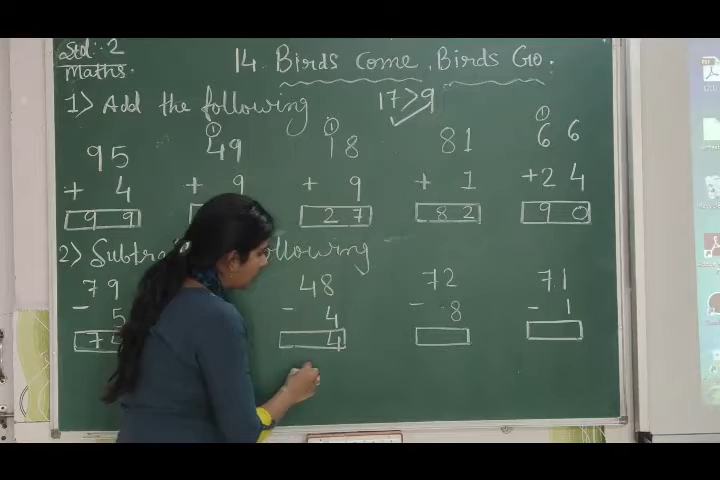 Std:- 2
Maths.
14. Birds Come, Birds Go.
1) Add the following 17>9
1 1 1
95 49 18 81 66
+ 4 + 9 + 9 + 1 +24
99 27 82 90
2) Subtra ollowing
79 48 72 71
- 5 - 4 - 8 - 1
74 4